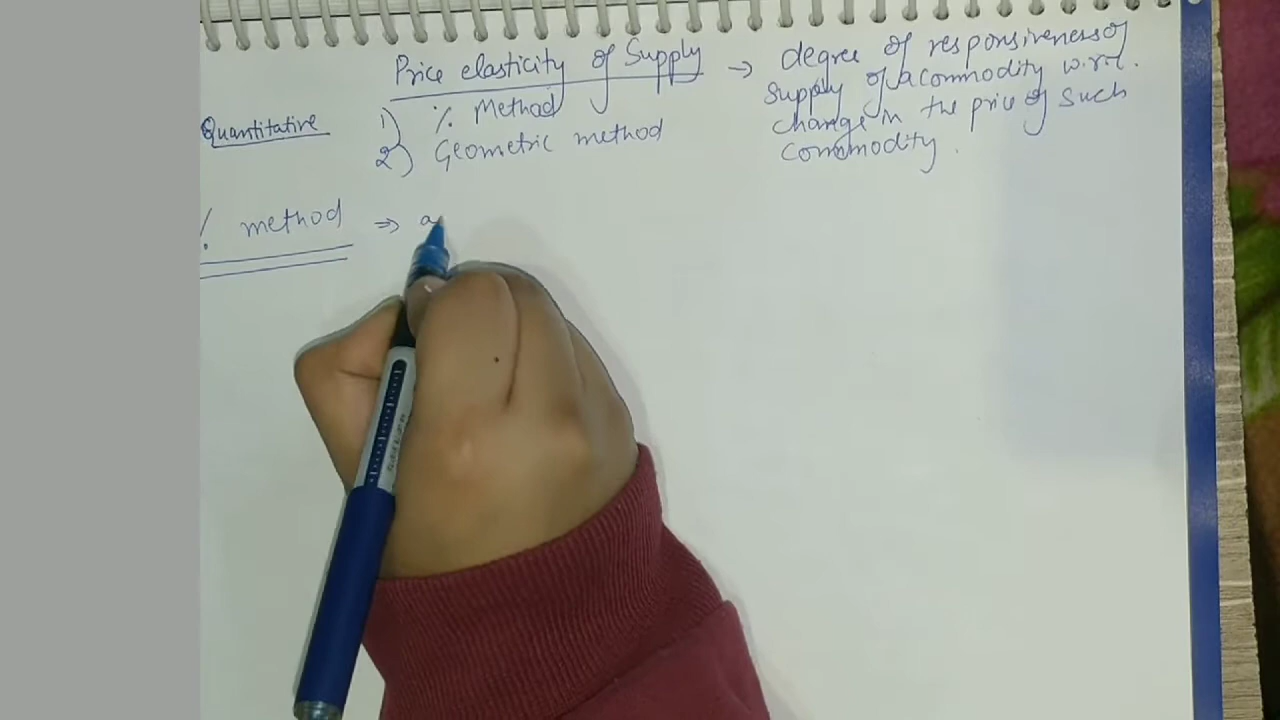 Price elasticity of Supply → degree of responsiveness of
supply of a commodity w.r.t.
change in the price of such
commodity.
Quantitative
1) % Method
2) Geometric method
% method ⇒ a